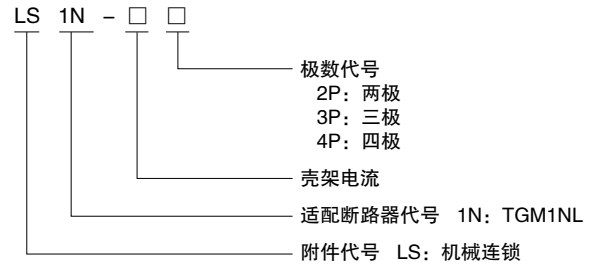 LS 1N - □ □
极数代号
2P：两极
3P：三极
4P：四极
壳架电流
适配断路器代号 1N：TGM1NL
附件代号 LS：机械连锁